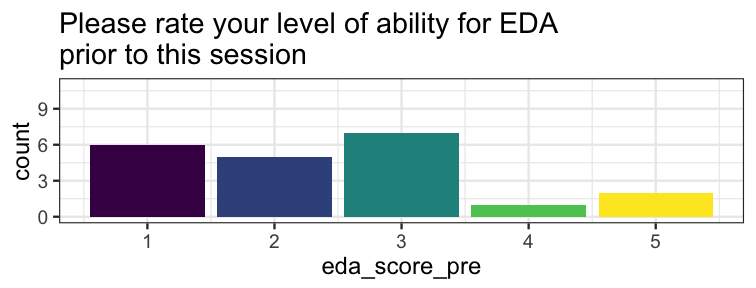 Please rate your level of ability for EDA
prior to this session
count
9
6
3
0
1 2 3 4 5
eda_score_pre